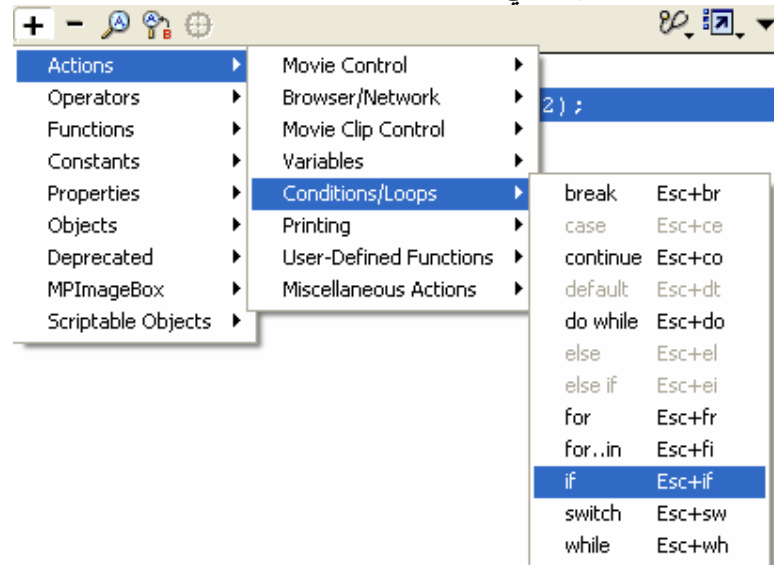 + -
Actions
Operators
Functions
Constants
Properties
Objects
Deprecated
MPImageBox
Scriptable Objects
Movie Control
Browser/Network
Movie Clip Control
Variables
Conditions/Loops
Printing
User-Defined Functions
Miscellaneous Actions
2);
break Esc+br
case Esc+ce
continue Esc+co
default Esc+dt
do while Esc+do
else Esc+el
else if Esc+ei
for Esc+fr
for..in Esc+fi
if Esc+if
switch Esc+sw
while Esc+wh